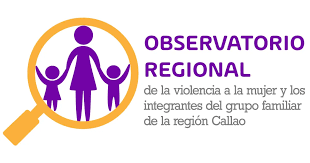 OBSERVATORIO
REGIONAL
de la violencia a la mujer y los
integrantes del grupo familiar
de la región Callao